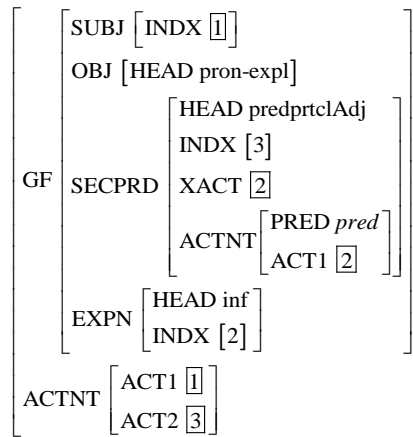 SUBJ [INDX 1]
OBJ [HEAD pron-expl]
HEAD predprtclAdj
INDX [3]
GF SECPRD XACT 2
ACTNT PRED pred
ACT1 2
EXPN HEAD inf
INDX [2]
ACTNT ACT1 1
ACT2 3